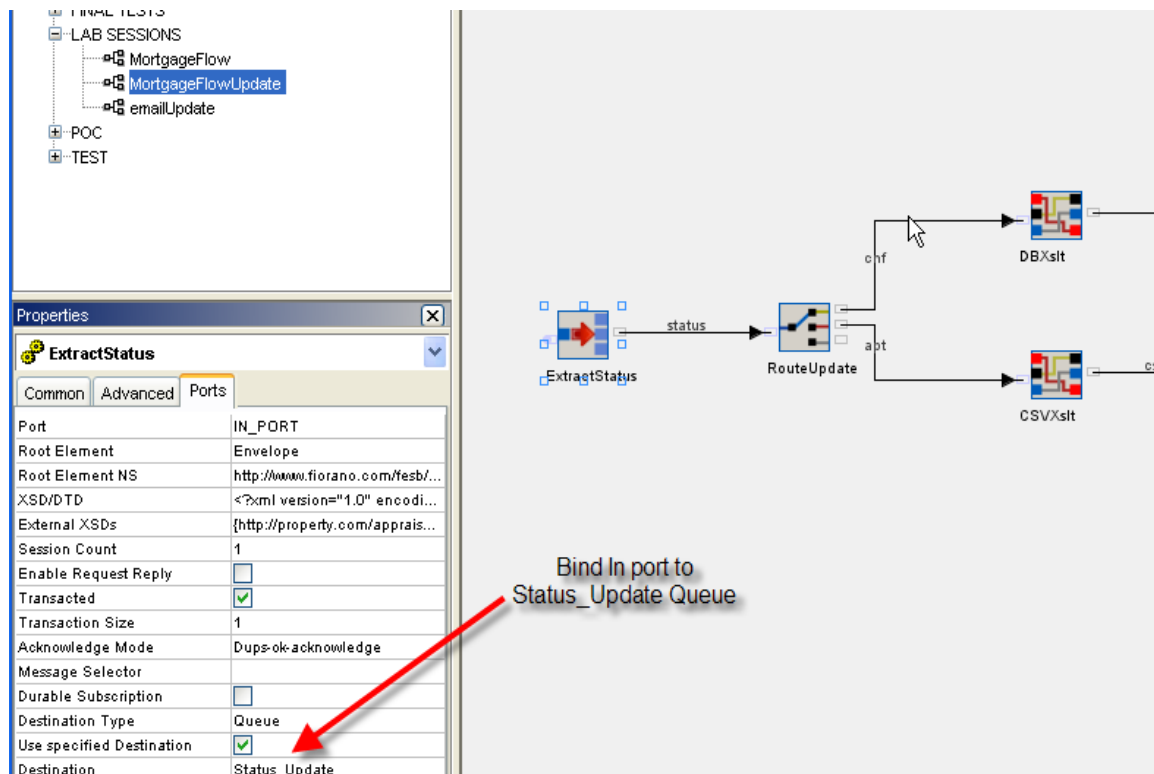 FINAL TESTS
LAB SESSIONS
MortgageFlow
MortgageFlowUpdate
emailUpdate
POC
TEST
Properties
ExtractStatus
Common Advanced Ports
Port IN_PORT
Root Element Envelope
Root Element NS http://www.fiorano.com/fesb/...
XSD/DTD <?xml version="1.0" encodi...
External XSDs {http://property.com/apprais...
Session Count 1
Enable Request Reply
Transacted
Transaction Size 1
Acknowledge Mode Dups-ok-acknowledge
Message Selector
Durable Subscription
Destination Type Queue
Use specified Destination
Destination Status_Update
ExtractStatus
status
RouteUpdate
cnf
apt
DBXslt
CSVXslt
Bind In port to
Status_Update Queue